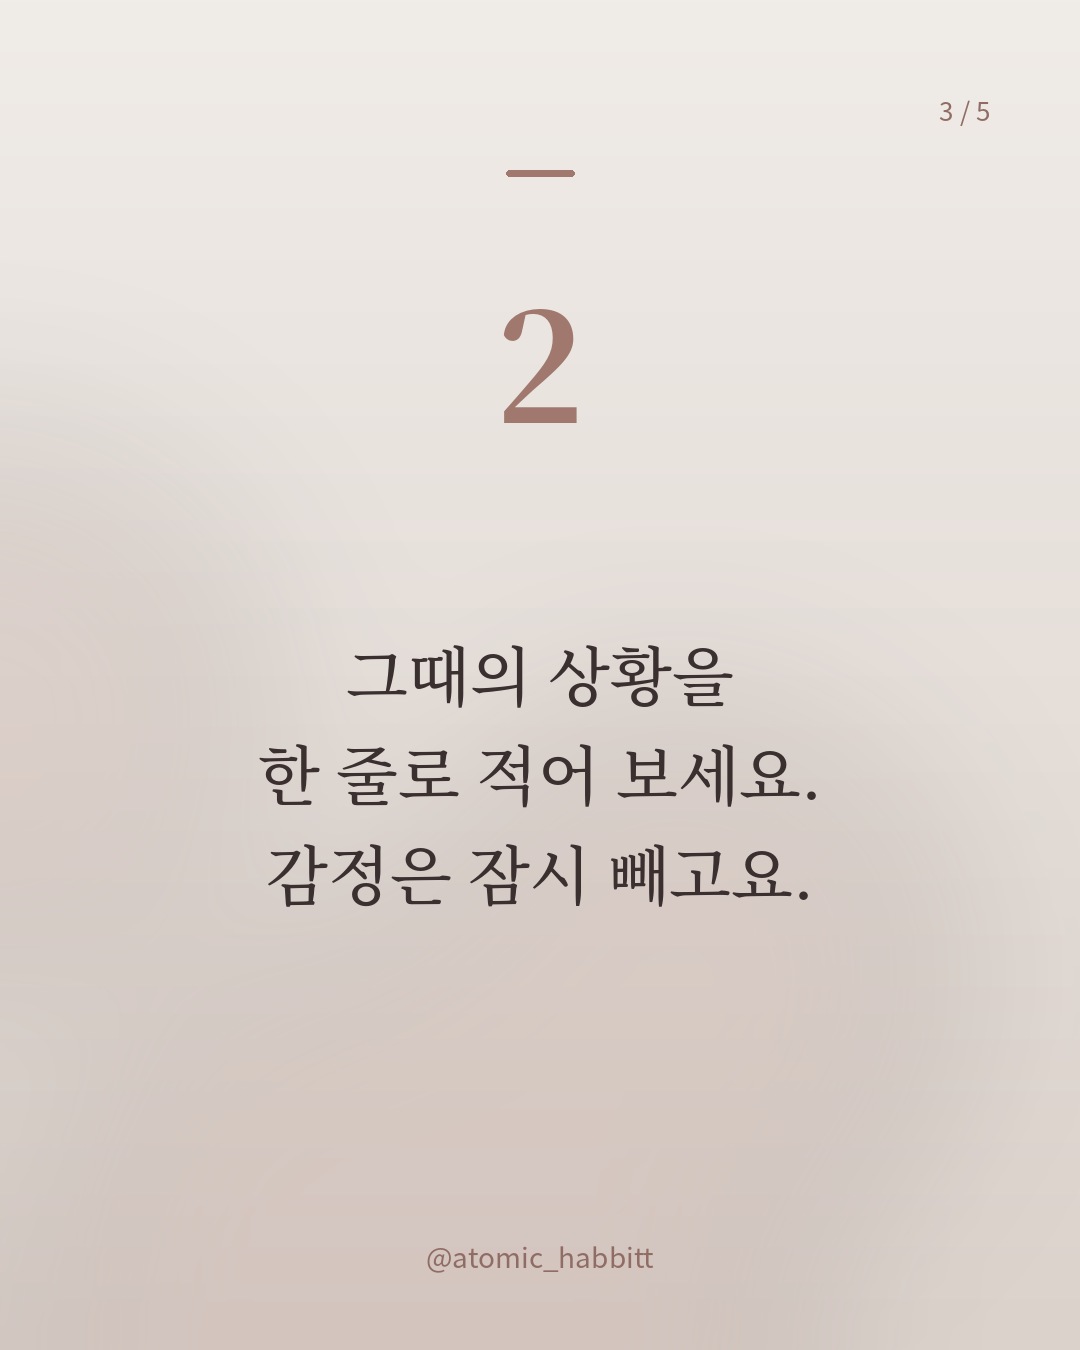 3 / 5
2
그때의 상황을
한 줄로 적어 보세요.
감정은 잠시 빼고요.
@atomic_habbitt